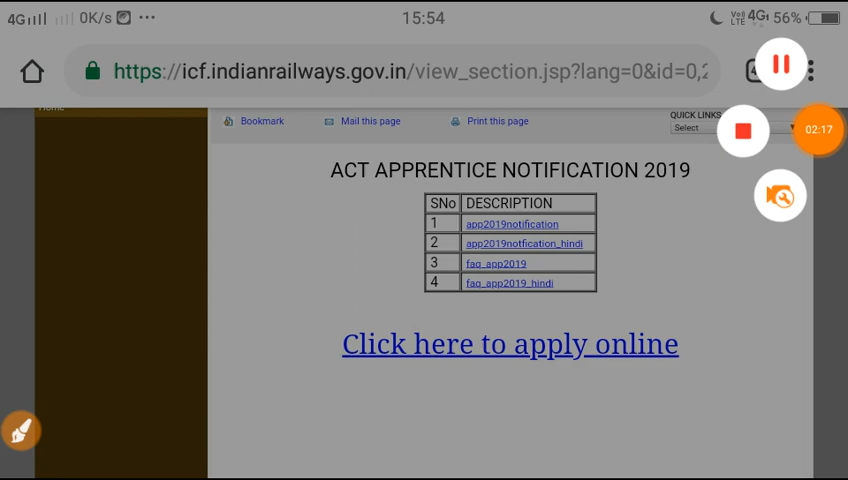 4G 0K/s 15:54 4G 56%
https://icf.indianrailways.gov.in/view_section.jsp?lang=0&id=0,2
02:17
Home
Bookmark Mail this page Print this page QUICK LINKS
Select
ACT APPRENTICE NOTIFICATION 2019
SNo DESCRIPTION
1 app2019notification
2 app2019notfication_hindi
3 faq_app2019
4 faq_app2019_hindi
Click here to apply online